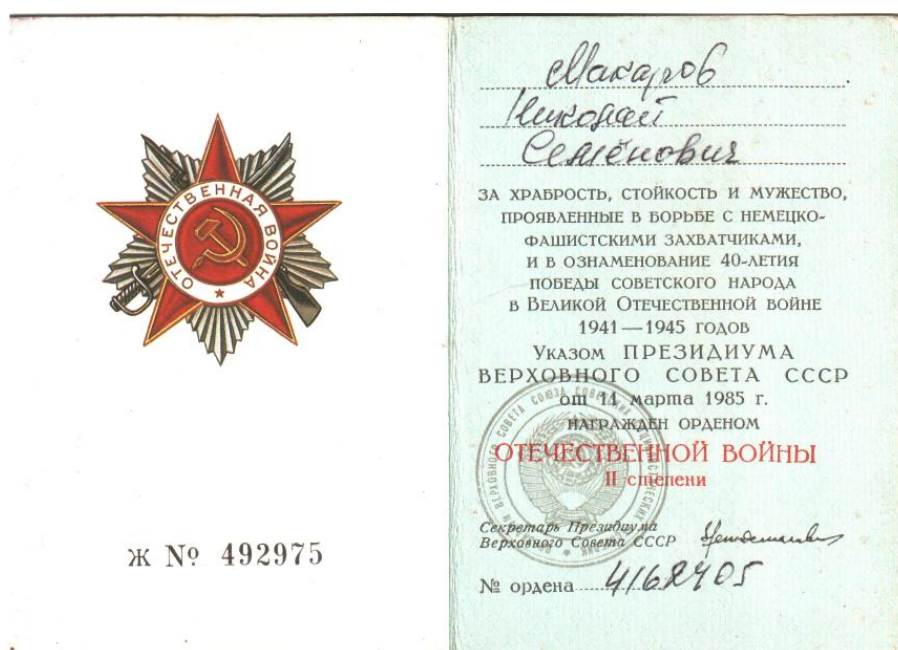 ОТЕЧЕСТВЕННАЯ ВОЙНА
Ж № 492975
Макаров
Николай
Семёнович
ЗА ХРАБРОСТЬ, СТОЙКОСТЬ И МУЖЕСТВО,
ПРОЯВЛЕННЫЕ В БОРЬБЕ С НЕМЕЦКО-
ФАШИСТСКИМИ ЗАХВАТЧИКАМИ,
И В ОЗНАМЕНОВАНИЕ 40-ЛЕТИЯ
ПОБЕДЫ СОВЕТСКОГО НАРОДА
В ВЕЛИКОЙ ОТЕЧЕСТВЕННОЙ ВОЙНЕ
1941—1945 ГОДОВ
УКАЗОМ ПРЕЗИДИУМА
ВЕРХОВНОГО СОВЕТА СССР
от 11 марта 1985 г.
НАГРАЖДЕН ОРДЕНОМ
ОТЕЧЕСТВЕННОЙ ВОЙНЫ
II степени
Секретарь Президиума
Верховного Совета СССР
№ ордена 4162405